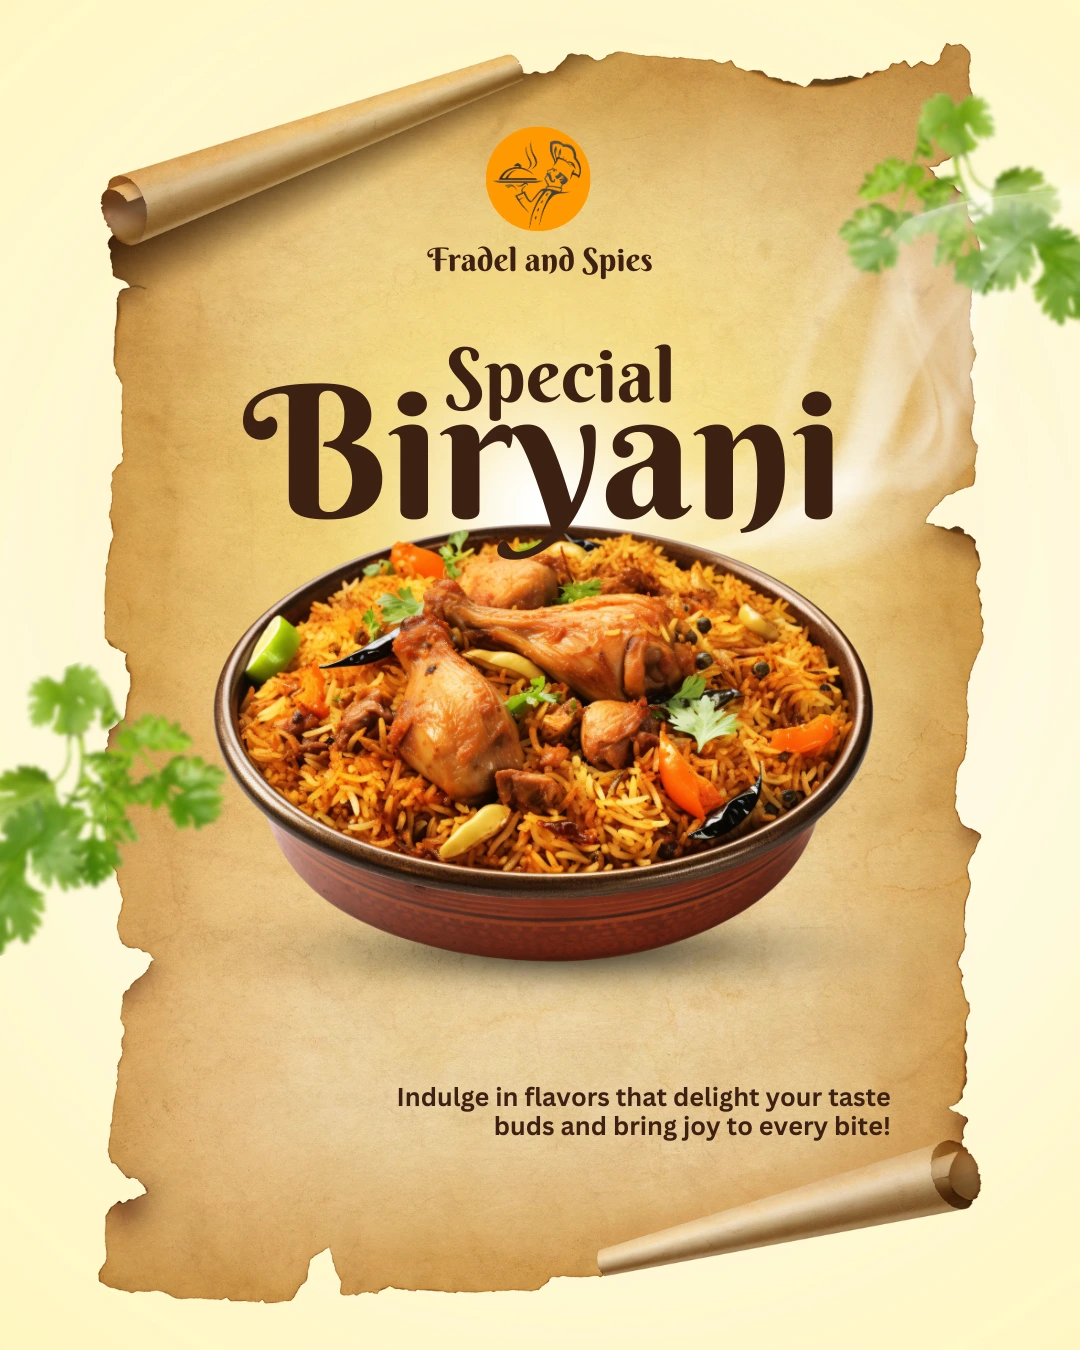 Fradel and Spies
Special
Biryani
Indulge in flavors that delight your taste
buds and bring joy to every bite!